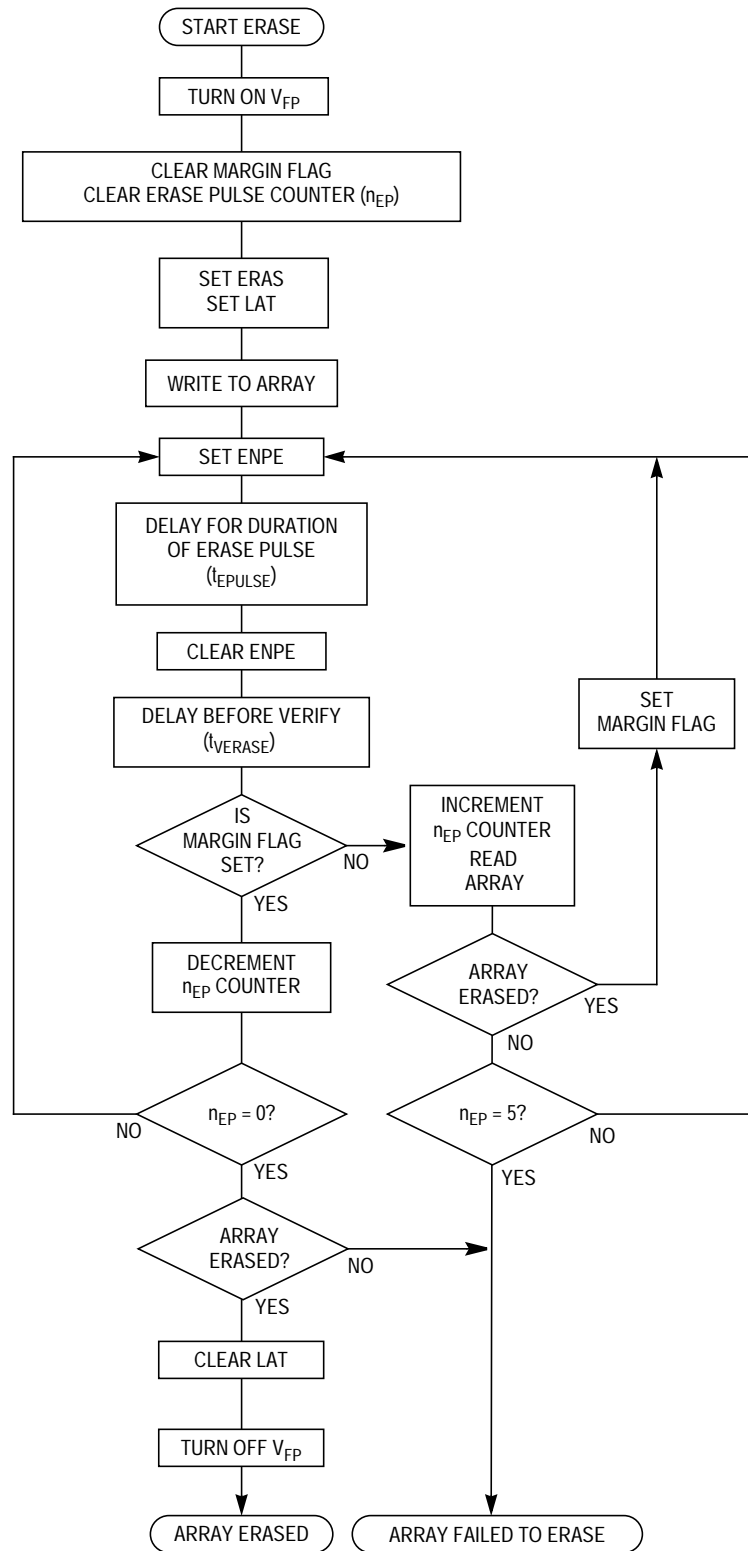 START ERASE
TURN ON VFP
CLEAR MARGIN FLAG
CLEAR ERASE PULSE COUNTER (nEP)
SET ERAS
SET LAT
WRITE TO ARRAY
SET ENPE
DELAY FOR DURATION
OF ERASE PULSE
(tEPULSE)
CLEAR ENPE
DELAY BEFORE VERIFY
(tVERASE)
SET
MARGIN FLAG
IS
MARGIN FLAG
SET?
NO
YES
INCREMENT
nEP COUNTER
READ
ARRAY
DECREMENT
nEP COUNTER
ARRAY
ERASED?
YES
NO
nEP = 0?
NO
YES
nEP = 5?
NO
YES
ARRAY
ERASED?
NO
YES
CLEAR LAT
TURN OFF VFP
ARRAY ERASED
ARRAY FAILED TO ERASE